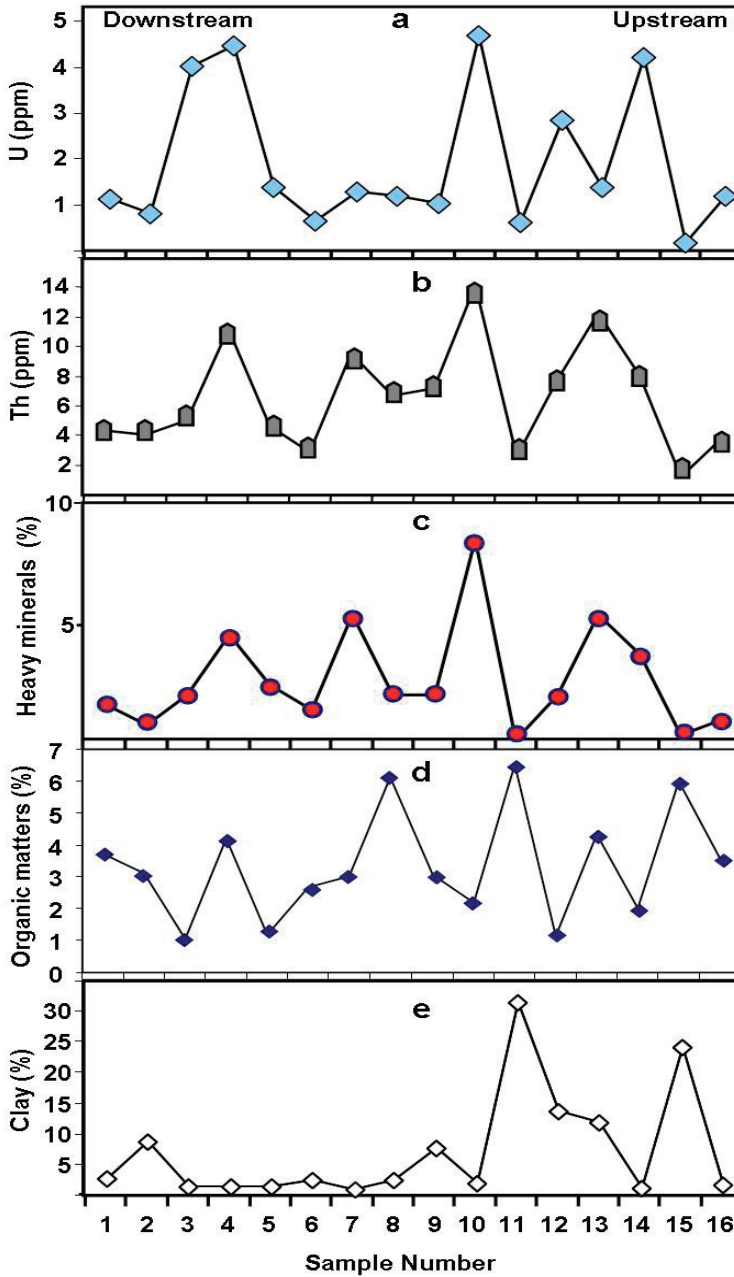 Downstream a Upstream
5
4
3
2
1
U (ppm)
b
14
12
10
8
6
4
2
Th (ppm)
c
10
5
Heavy minerals (%)
d
7
6
5
4
3
2
1
0
Organic matters (%)
e
30
25
20
15
10
5
Clay (%)
1 2 3 4 5 6 7 8 9 10 11 12 13 14 15 16
Sample Number